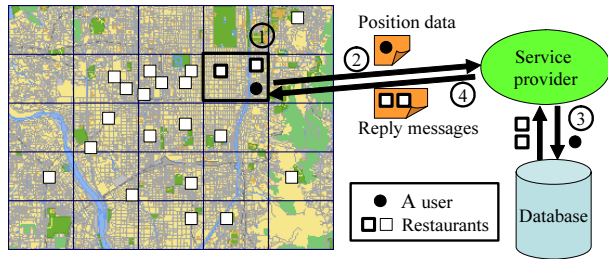 ①
Position data
②
Service
provider
④
Reply messages
③
A user
Restaurants
Database